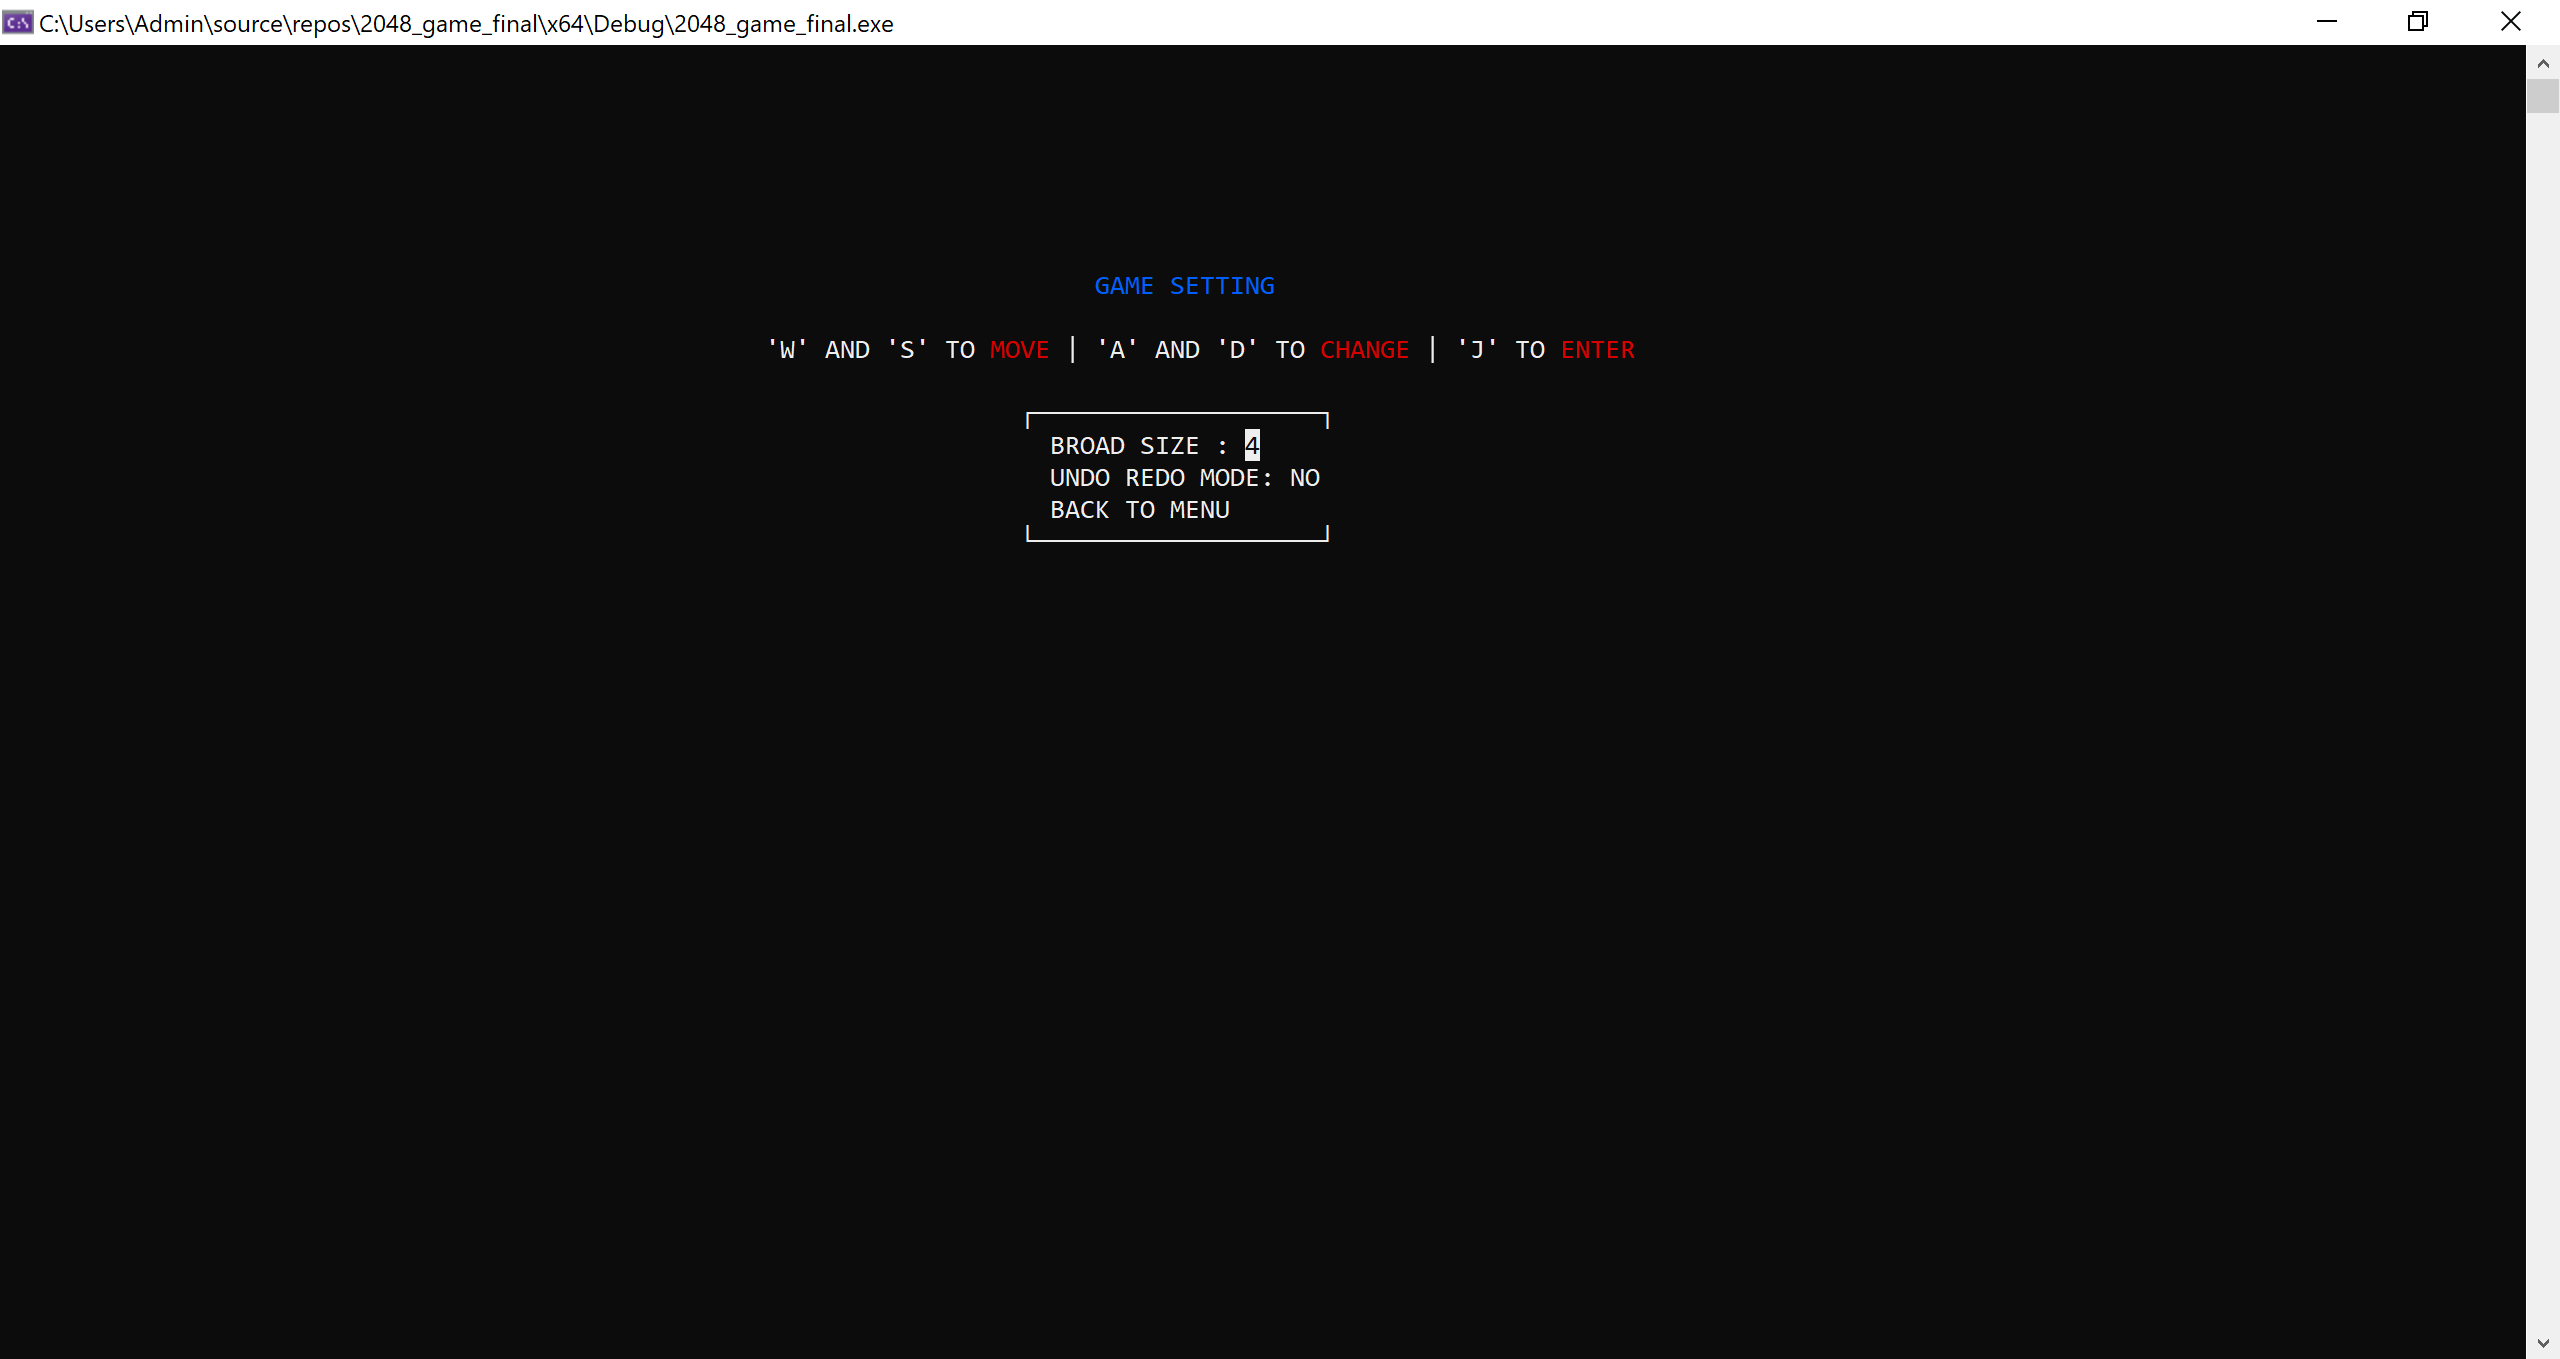 C:\Users\Admin\source\repos\2048_game_final\x64\Debug\2048_game_final.exe
GAME SETTING
'W' AND 'S' TO MOVE | 'A' AND 'D' TO CHANGE | 'J' TO ENTER
BROAD SIZE : 4
UNDO REDO MODE: NO
BACK TO MENU